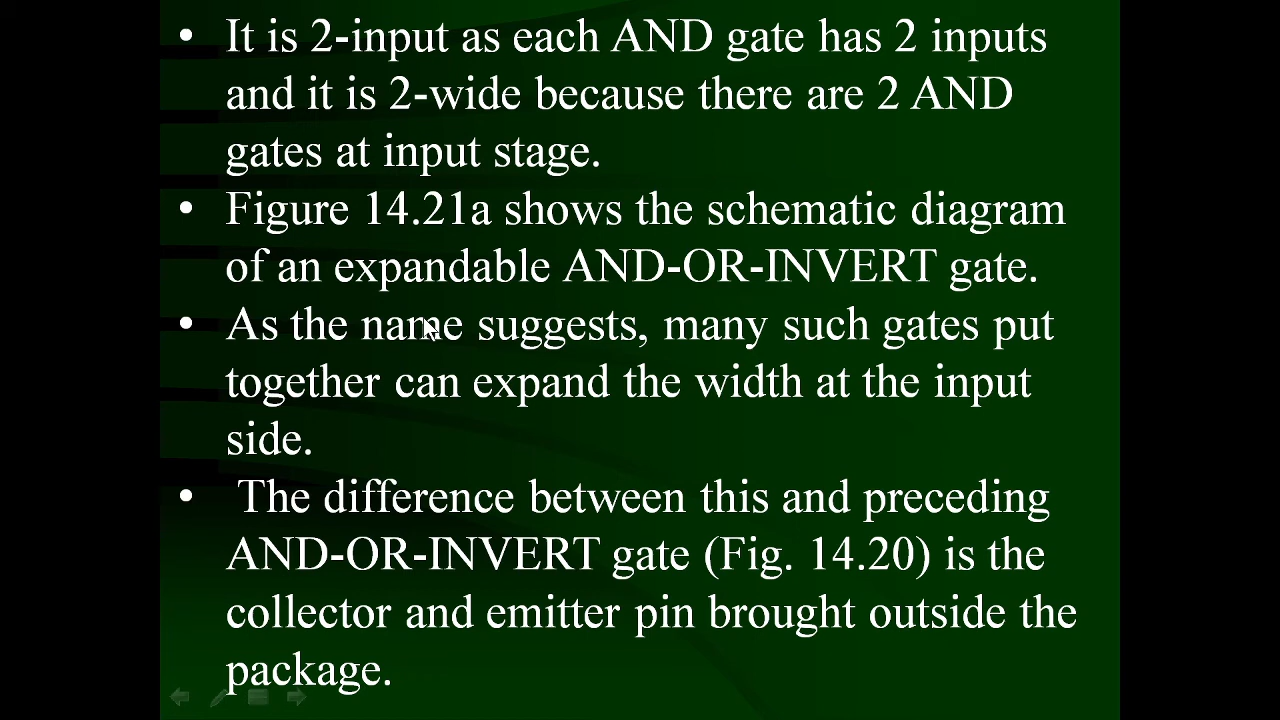 • It is 2-input as each AND gate has 2 inputs
and it is 2-wide because there are 2 AND
gates at input stage.
• Figure 14.21a shows the schematic diagram
of an expandable AND-OR-INVERT gate.
• As the name suggests, many such gates put
together can expand the width at the input
side.
• The difference between this and preceding
AND-OR-INVERT gate (Fig. 14.20) is the
collector and emitter pin brought outside the
package.